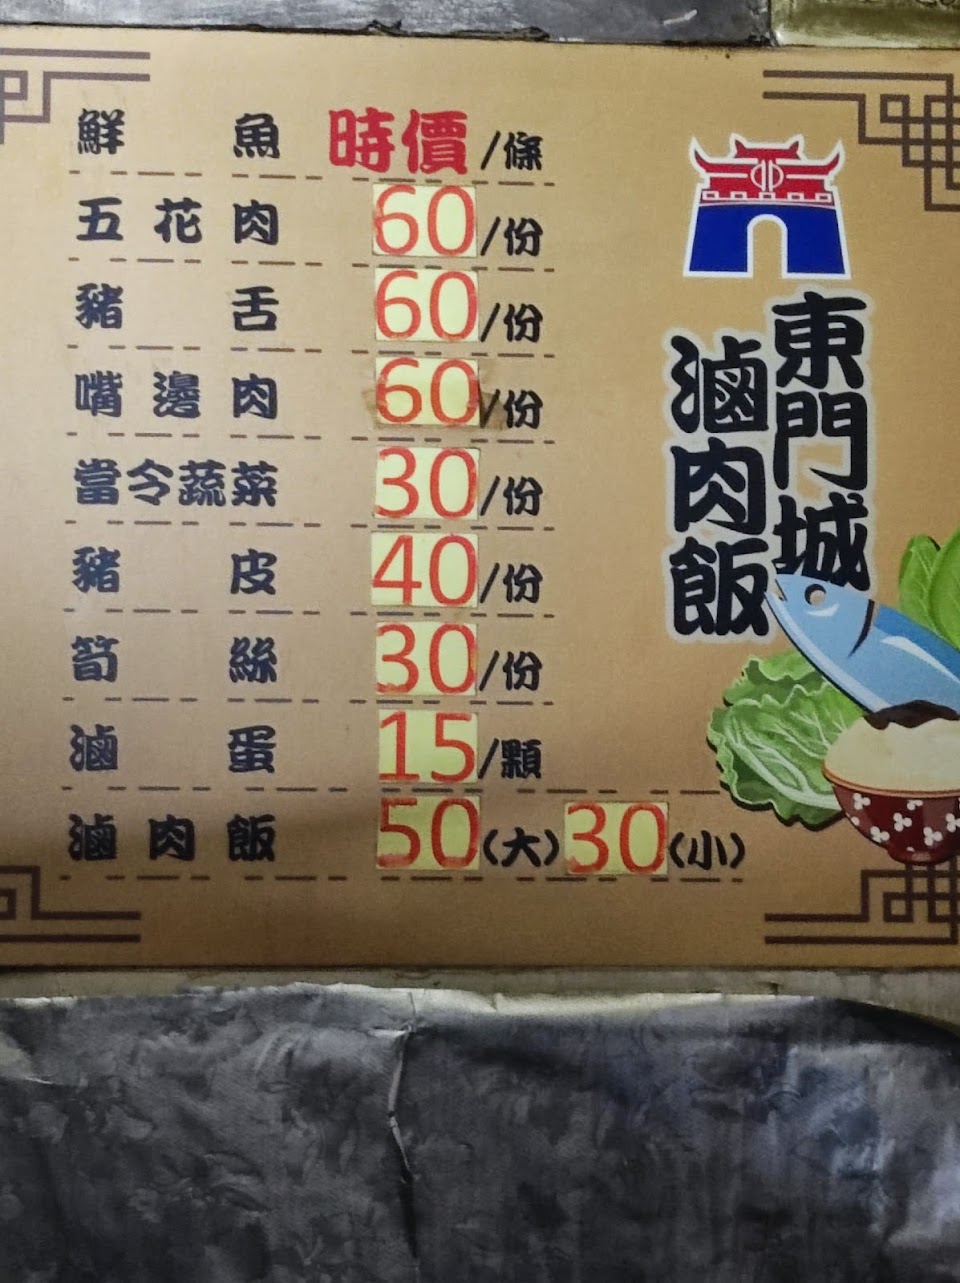 鮮魚 時價/條
五花肉 60/份
豬舌 60/份
嘴邊肉 60/份
當令蔬菜 30/份
豬皮 40/份
筍絲 30/份
滷蛋 15/顆
滷肉飯 50(大) 30(小)
東門城
滷肉飯